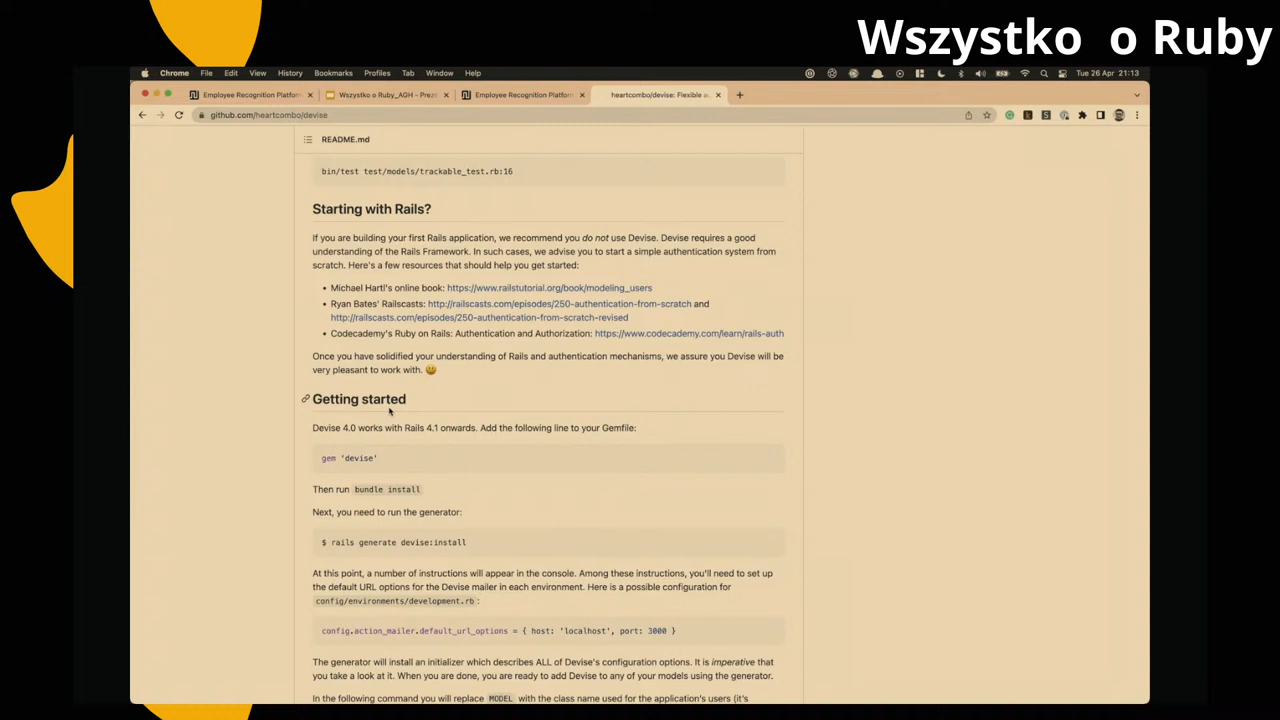 Wszystko o Ruby
Chrome File Edit View History Bookmarks Profiles Tab Window Help Tue 26 Apr 21:13
Employee Recognition Platfor Wszystko o Ruby_AGH – Prez Employee Recognition Platfor heartcombo/devise: Flexible a
github.com/heartcombo/devise
README.md
bin/test test/models/trackable_test.rb:16
Starting with Rails?
If you are building your first Rails application, we recommend you do not use Devise. Devise requires a good
understanding of the Rails Framework. In such cases, we advise you to start a simple authentication system from
scratch. Here's a few resources that should help you get started:
• Michael Hartl's online book: https://www.railstutorial.org/book/modeling_users
• Ryan Bates' Railscasts: http://railscasts.com/episodes/250-authentication-from-scratch and
http://railscasts.com/episodes/250-authentication-from-scratch-revised
• Codecademy's Ruby on Rails: Authentication and Authorization: https://www.codecademy.com/learn/rails-auth
Once you have solidified your understanding of Rails and authentication mechanisms, we assure you Devise will be
very pleasant to work with. 😃
Getting started
Devise 4.0 works with Rails 4.1 onwards. Add the following line to your Gemfile:
gem 'devise'
Then run bundle install
Next, you need to run the generator:
$ rails generate devise:install
At this point, a number of instructions will appear in the console. Among these instructions, you'll need to set up
the default URL options for the Devise mailer in each environment. Here is a possible configuration for
config/environments/development.rb :
config.action_mailer.default_url_options = { host: 'localhost', port: 3000 }
The generator will install an initializer which describes ALL of Devise's configuration options. It is imperative that
you take a look at it. When you are done, you are ready to add Devise to any of your models using the generator.
In the following command you will replace MODEL with the class name used for the application's users (it's